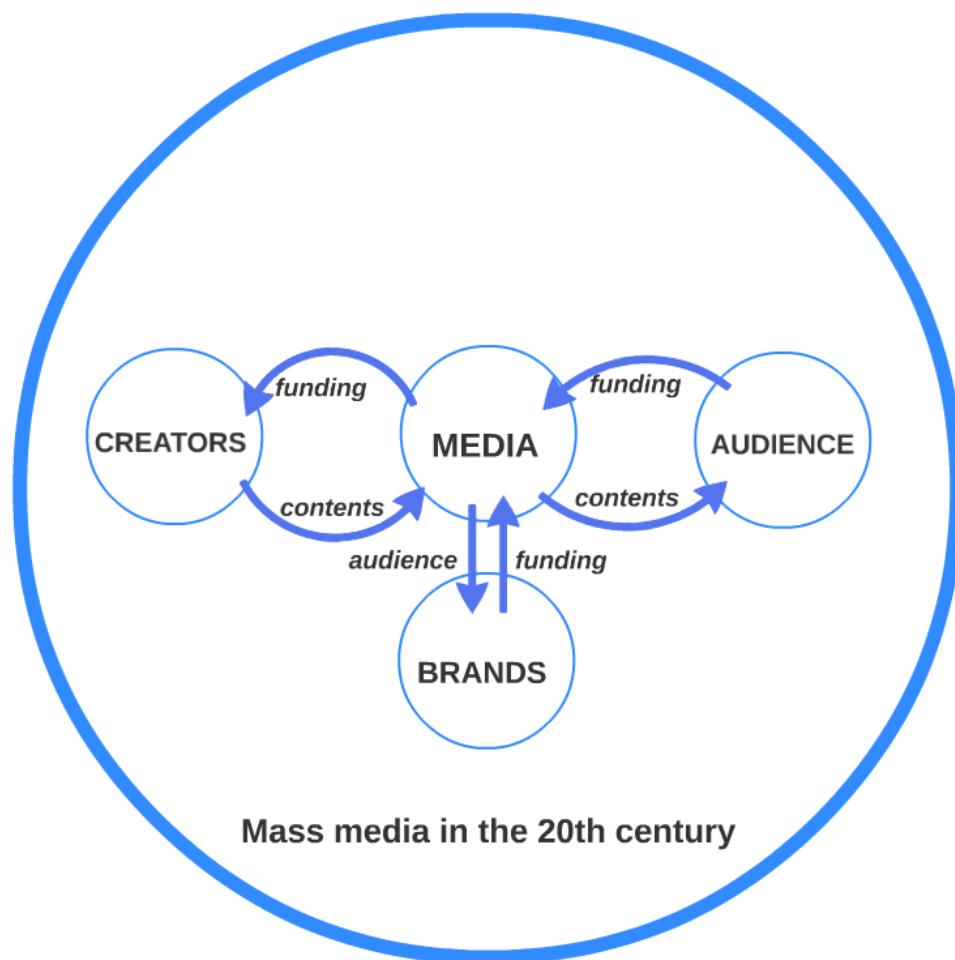 funding
funding
CREATORS
MEDIA
AUDIENCE
contents
contents
audience
funding
BRANDS
Mass media in the 20th century